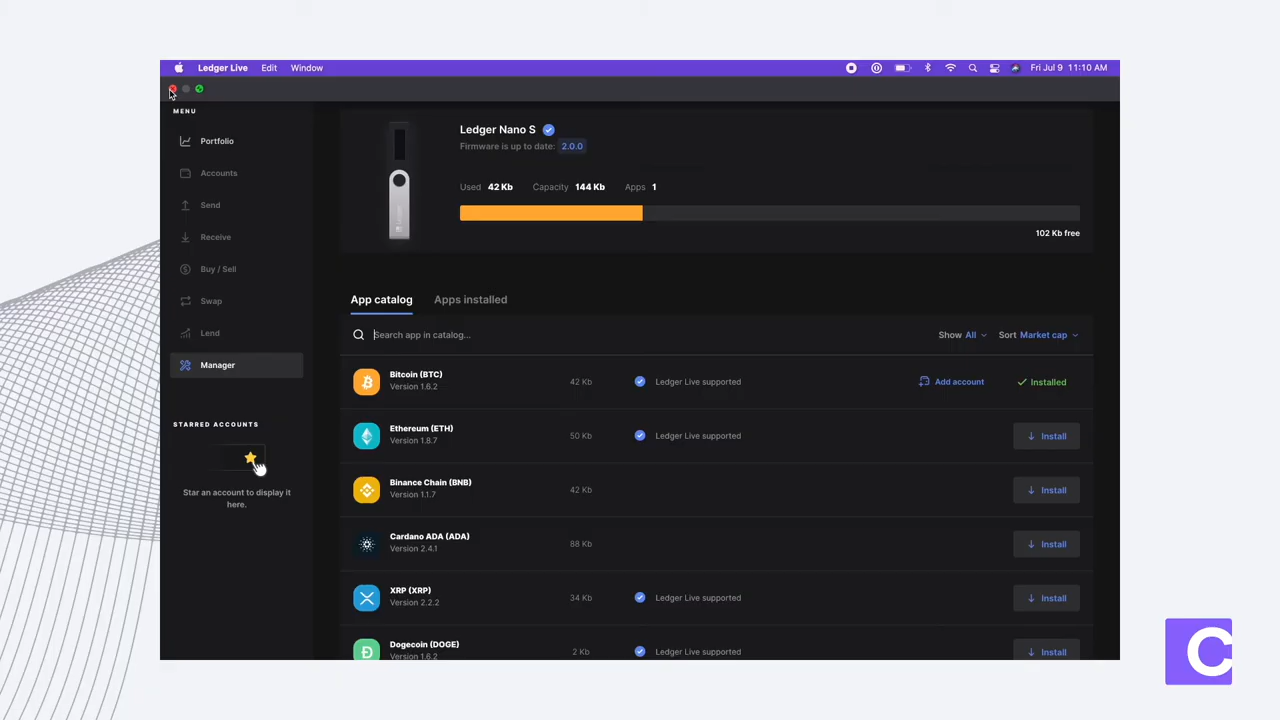 Ledger Live Edit Window Fri Jul 9 11:10 AM
MENU
Portfolio
Accounts
Send
Receive
Buy / Sell
Swap
Lend
Manager
STARRED ACCOUNTS
Star an account to display it
here.
Ledger Nano S
Firmware is up to date: 2.0.0
Used 42 Kb Capacity 144 Kb Apps 1
102 Kb free
App catalog Apps installed
Search app in catalog... Show All Sort Market cap
Bitcoin (BTC)
Version 1.6.2
42 Kb Ledger Live supported Add account Installed
Ethereum (ETH)
Version 1.8.7
50 Kb Ledger Live supported Install
Binance Chain (BNB)
Version 1.1.7
42 Kb Install
Cardano ADA (ADA)
Version 2.4.1
88 Kb Install
XRP (XRP)
Version 2.2.2
34 Kb Ledger Live supported Install
Dogecoin (DOGE)
Version 1.6.2
2 Kb Ledger Live supported Install
C